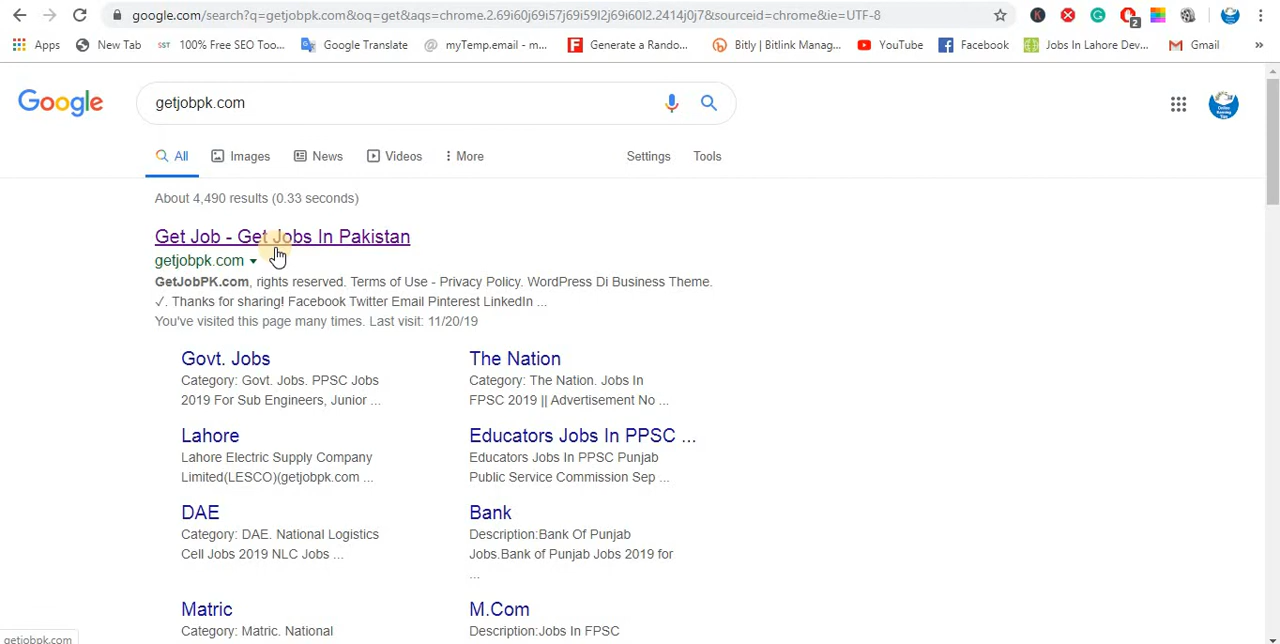 google.com/search?q=getjobpk.com&oq=get&aqs=chrome.2.69i60j69i57j69i59l2j69i60l2.2414j0j7&sourceid=chrome&ie=UTF-8
Apps New Tab SST 100% Free SEO Too... Google Translate @ myTemp.email - m... Generate a Rando... Bitly | Bitlink Manag... YouTube Facebook Jobs In Lahore Dev... Gmail »
Google getjobpk.com
All Images News Videos More Settings Tools
About 4,490 results (0.33 seconds)
Get Job - Get Jobs In Pakistan
getjobpk.com
GetJobPK.com, rights reserved. Terms of Use - Privacy Policy. WordPress Di Business Theme.
✓. Thanks for sharing! Facebook Twitter Email Pinterest LinkedIn ...
You've visited this page many times. Last visit: 11/20/19
Govt. Jobs
Category: Govt. Jobs. PPSC Jobs
2019 For Sub Engineers, Junior ...
The Nation
Category: The Nation. Jobs In
FPSC 2019 || Advertisement No ...
Lahore
Lahore Electric Supply Company
Limited(LESCO)(getjobpk.com ...
Educators Jobs In PPSC ...
Educators Jobs In PPSC Punjab
Public Service Commission Sep ...
DAE
Category: DAE. National Logistics
Cell Jobs 2019 NLC Jobs ...
Bank
Description:Bank Of Punjab
Jobs.Bank of Punjab Jobs 2019 for
...
Matric
Category: Matric. National
M.Com
Description:Jobs In FPSC
getjobpk.com